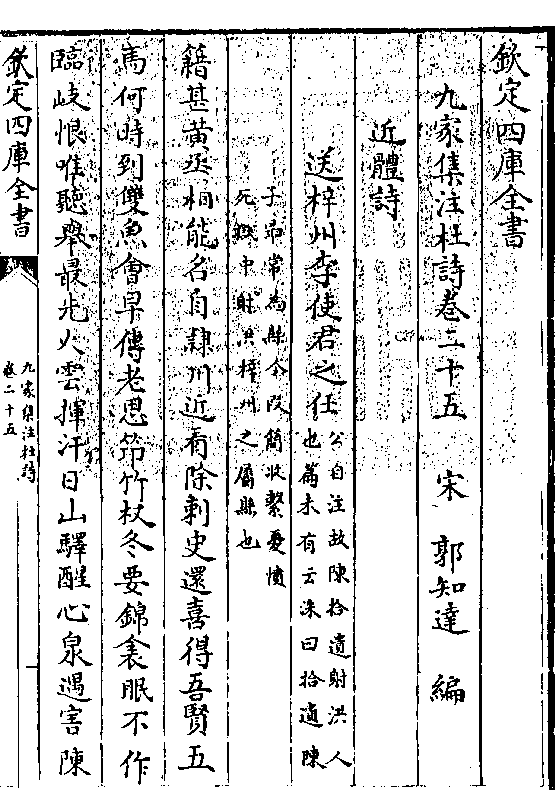 欽定四庫全書
九家集注杜詩卷二十五 宋 郭知達 編
近體詩
送梓州李使君之任
公自注故陳拾遺射洪人
也篇末有云洙曰拾遺陳
子昂常為縣令段簡收繫憂憤
死獄中射洪梓州之屬縣也
籍甚黃丞相能名自潁川近看除刺史還喜得吾賢五
馬何時到雙魚會早傳老思筇竹杖冬要錦衾眠不作
臨岐恨唯聽舉最先火雲揮汗日山驛醒心泉遇害陳
欽定四庫全書
九家集注杜詩
卷二十五